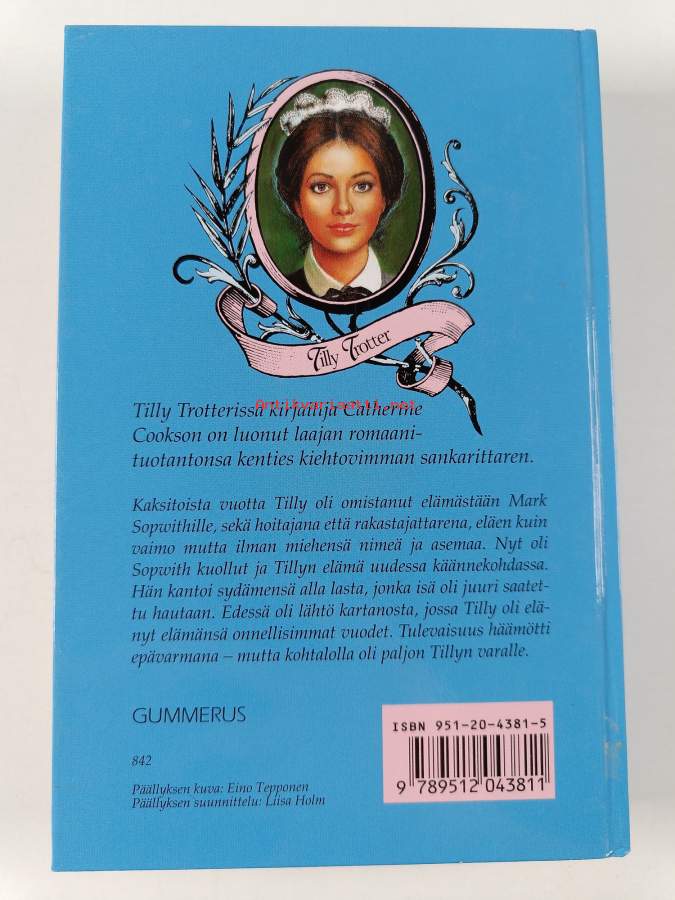 Tilly Trotter
Tilly Trotterissa kirjailija Catherine
Antikvariaatti.net
Cookson on luonut laajan romaani-
tuotantonsa kenties kiehtovimman sankarittaren.
Kaksitoista vuotta Tilly oli omistanut elämästään Mark
Sopwithille, sekä hoitajana että rakastajattarena, eläen kuin
vaimo mutta ilman miehensä nimeä ja asemaa. Nyt oli
Sopwith kuollut ja Tillyn elämä uudessa käännekohdassa.
Hän kantoi sydämensä alla lasta, jonka isä oli juuri saatet-
tu hautaan. Edessä oli lähtö kartanosta, jossa Tilly oli elä-
nyt elämänsä onnellisimmat vuodet. Tulevaisuus häämötti
epävarmana – mutta kohtalolla oli paljon Tillyn varalle.
GUMMERUS
ISBN 951-20-4381-5
9 789512 043811
842
Päällyksen kuva: Eino Tepponen
Päällyksen suunnittelu: Liisa Holm